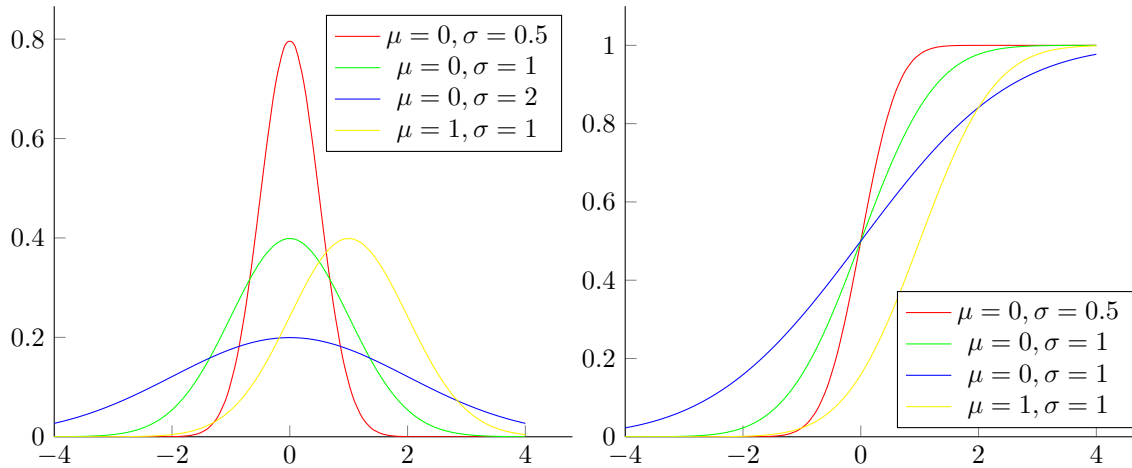 0.8
0.6
0.4
0.2
0
−4
−2
0
2
4
μ = 0, σ = 0.5
μ = 0, σ = 1
μ = 0, σ = 2
μ = 1, σ = 1
1
0.8
0.6
0.4
0.2
0
−4
−2
0
2
4
μ = 0, σ = 0.5
μ = 0, σ = 1
μ = 0, σ = 1
μ = 1, σ = 1